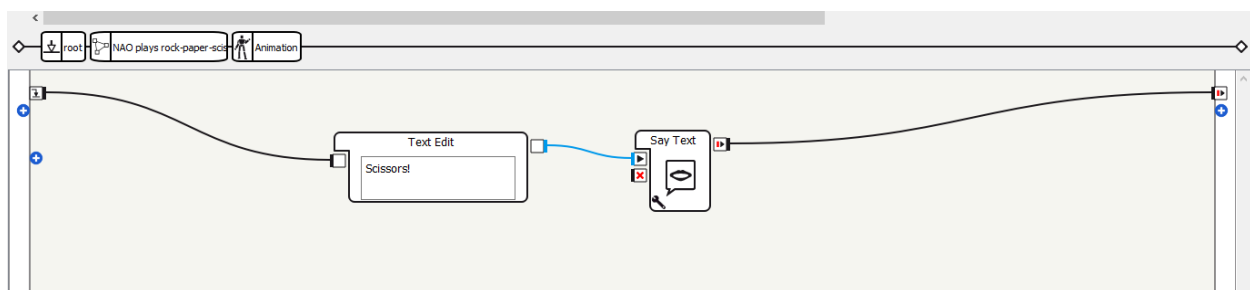 root
NAO plays rock-paper-scis
Animation
Text Edit
Scissors!
Say Text